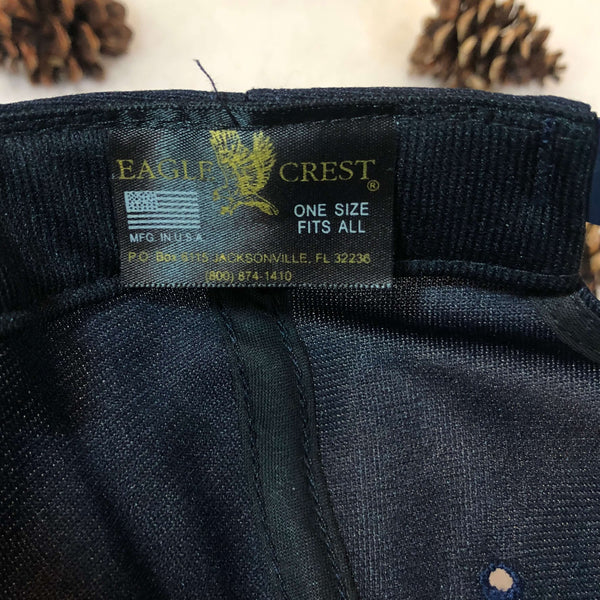 EAGLE CREST ®
ONE SIZE
FITS ALL
MFG. IN U.S.A.
P.O. Box 6115 JACKSONVILLE, FL 32236
(800) 874-1410